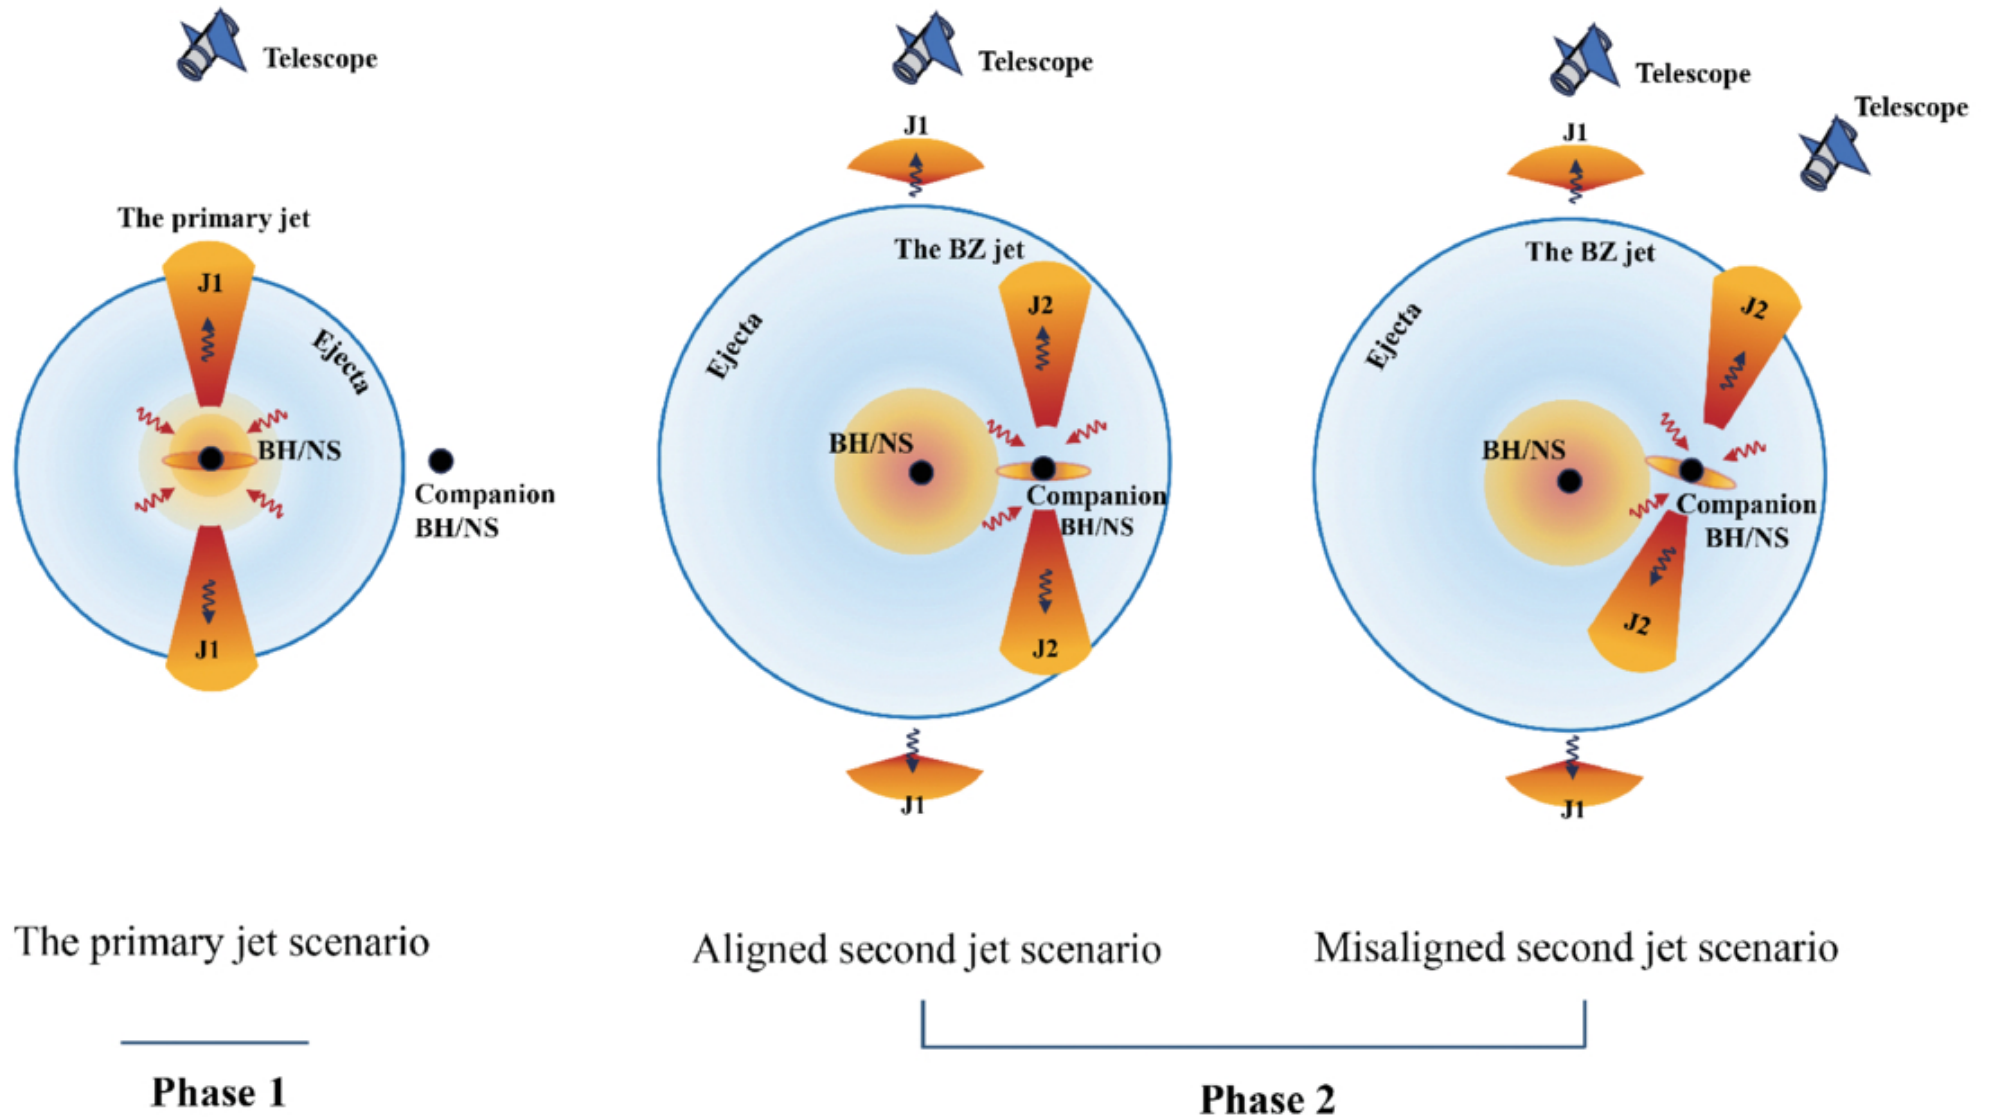 Telescope
The primary jet
J1
Ejecta
BH/NS
Companion
BH/NS
J1
The primary jet scenario
Phase 1
Telescope
J1
The BZ jet
Ejecta
J2
BH/NS
Companion
BH/NS
J2
J1
Aligned second jet scenario
Telescope
Telescope
J1
The BZ jet
Ejecta
J2
BH/NS
Companion
BH/NS
J2
J1
Misaligned second jet scenario
Phase 2